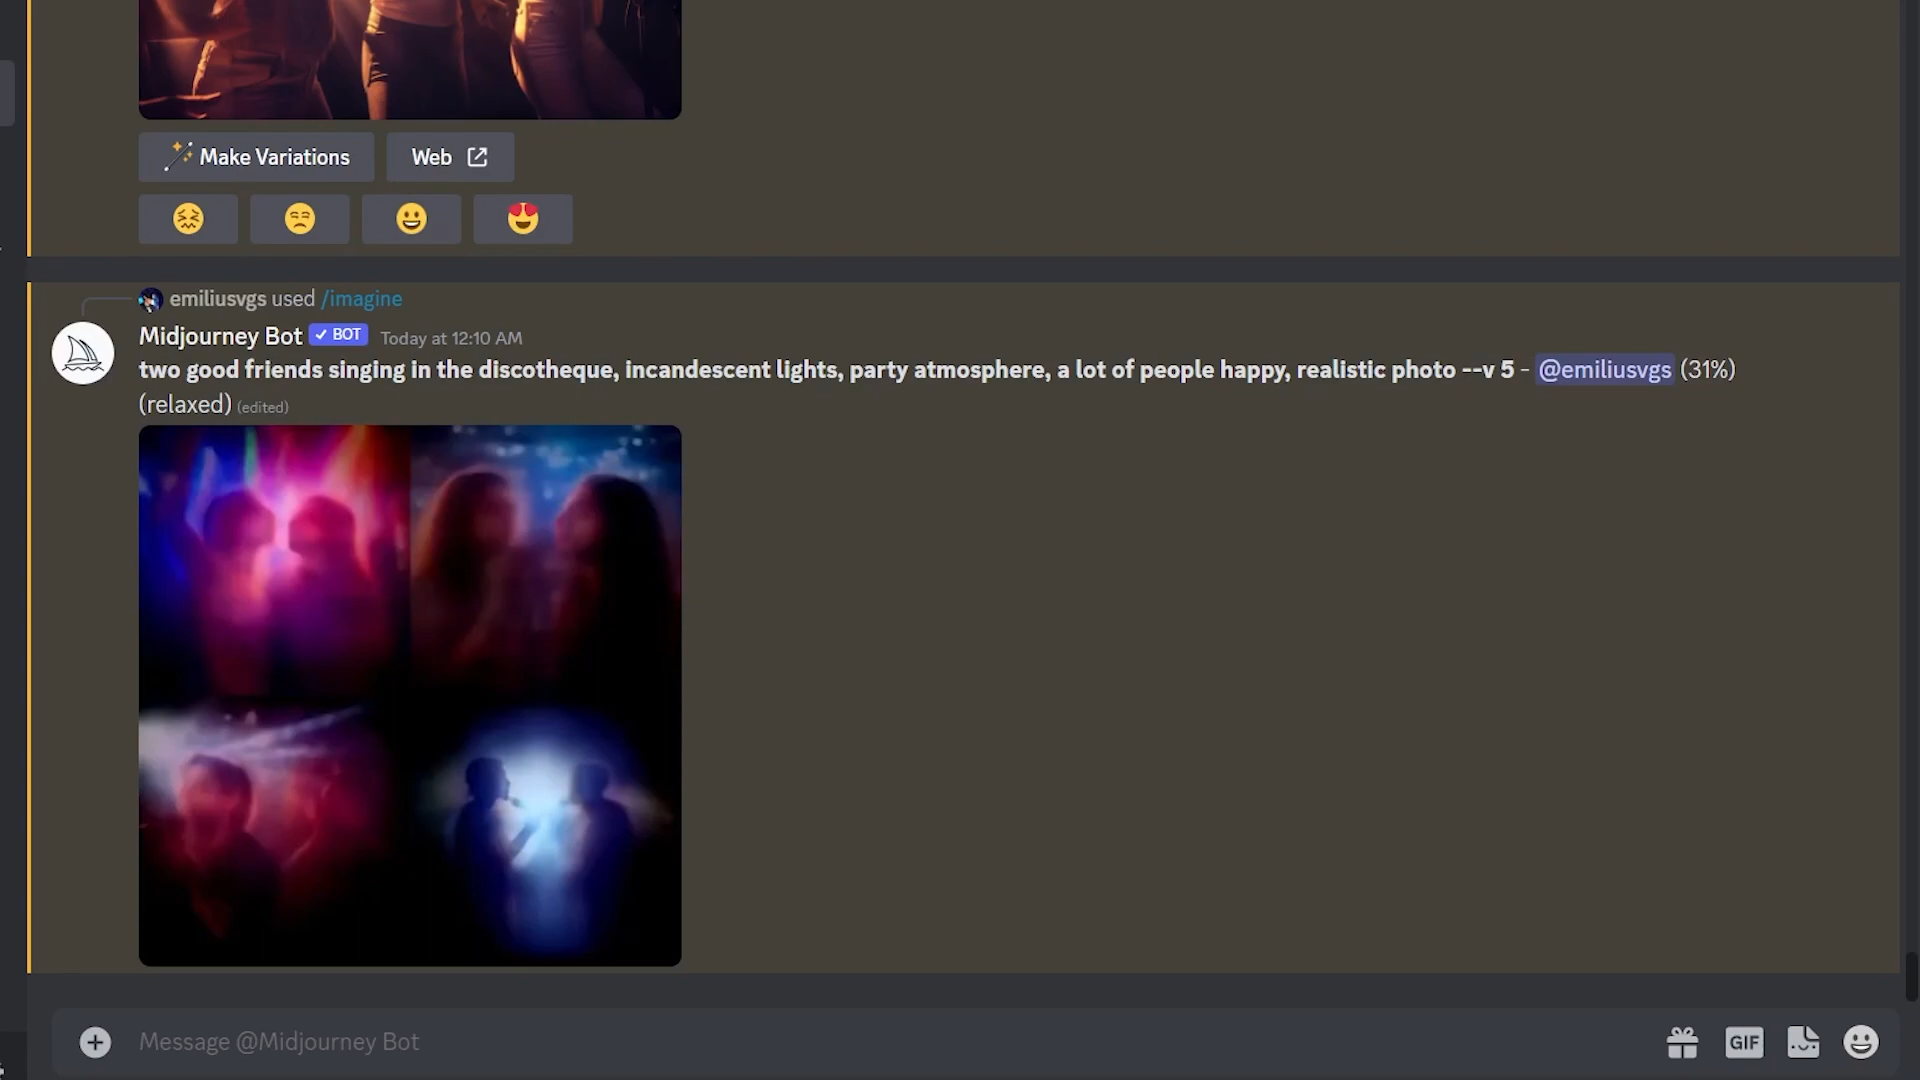 Make Variations
Web
emiliusvgs used /imagine
Midjourney Bot BOT Today at 12:10 AM
two good friends singing in the discotheque, incandescent lights, party atmosphere, a lot of people happy, realistic photo --v 5 - @emiliusvgs (31%)
(relaxed) (edited)
Message @Midjourney Bot
GIF